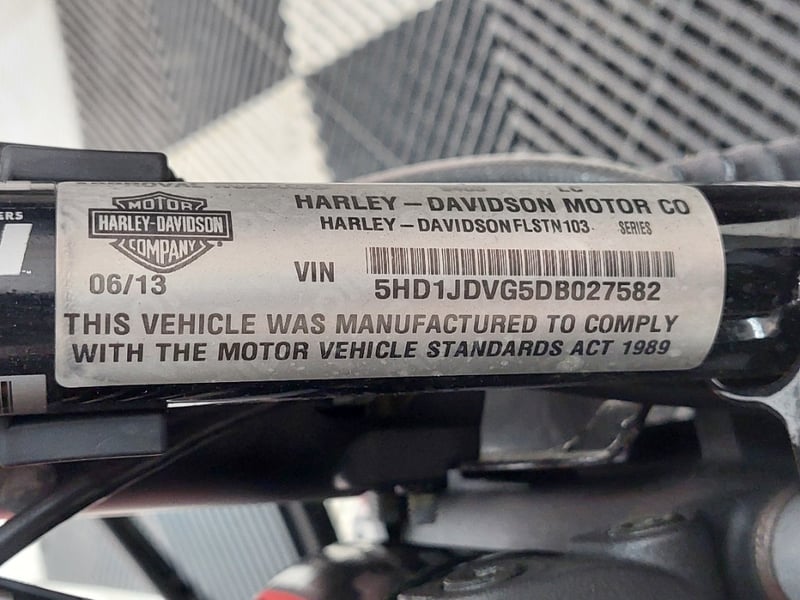 HARLEY – DAVIDSON MOTOR CO
HARLEY – DAVIDSON FLSTN103 SERIES
MOTOR
HARLEY-DAVIDSON
COMPANY
06/13
VIN
5HD1JDVG5DB027582
THIS VEHICLE WAS MANUFACTURED TO COMPLY
WITH THE MOTOR VEHICLE STANDARDS ACT 1989